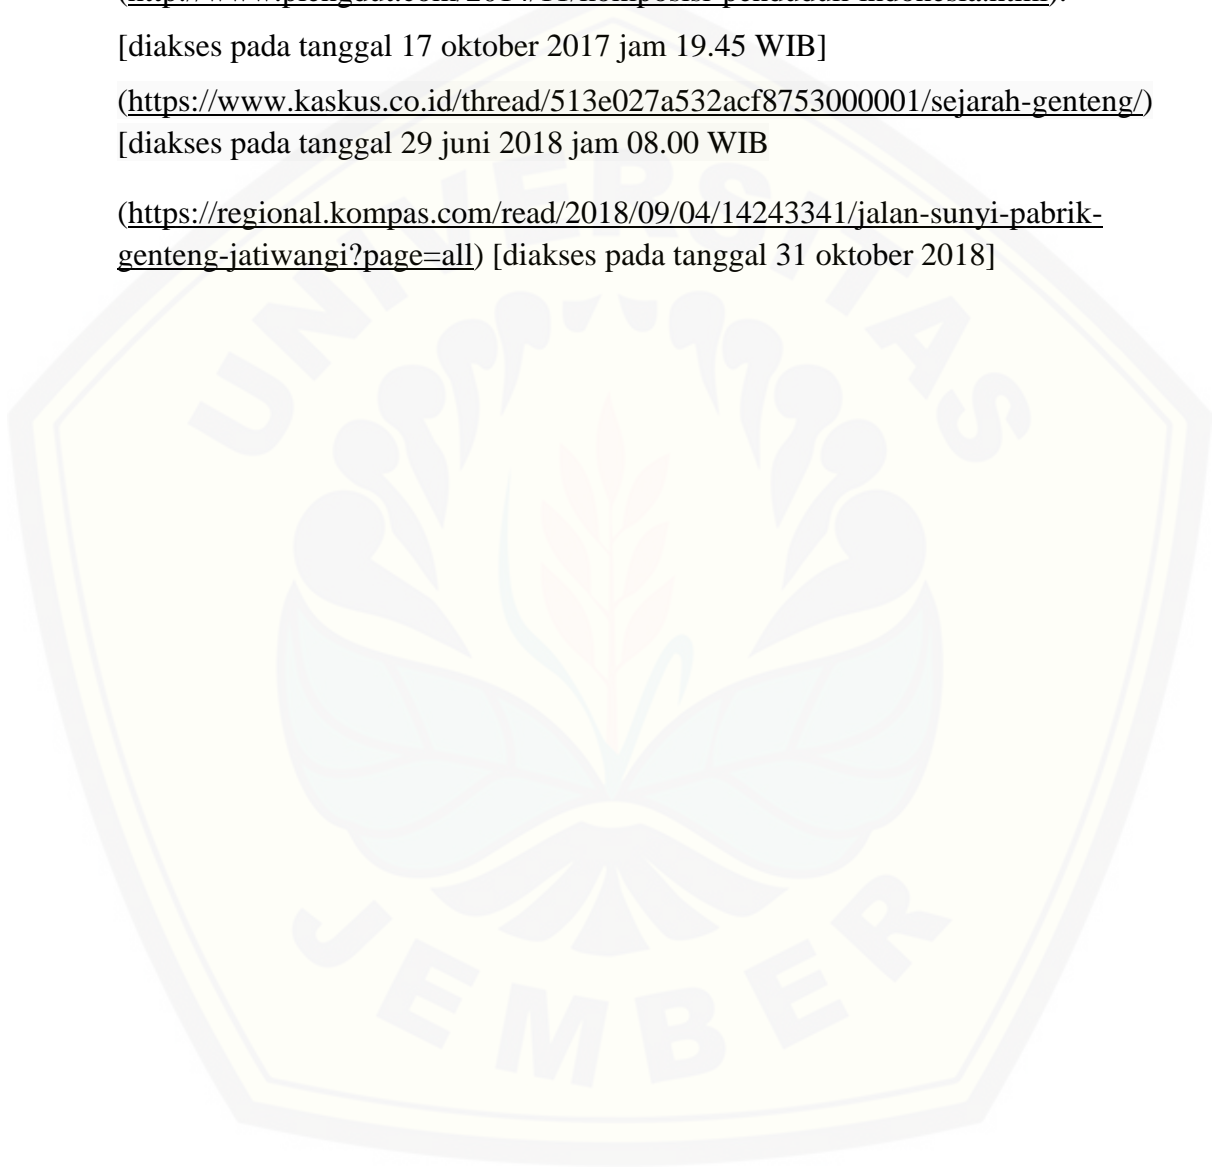 [diakses pada tanggal 17 oktober 2017 jam 19.45 WIB]
(https://www.kaskus.co.id/thread/513e027a532acf8753000001/sejarah-genteng/)
[diakses pada tanggal 29 juni 2018 jam 08.00 WIB
(https://regional.kompas.com/read/2018/09/04/14243341/jalan-sunyi-pabrik-
genteng-jatiwangi?page=all) [diakses pada tanggal 31 oktober 2018]
UNIVERSITAS
JEMBER